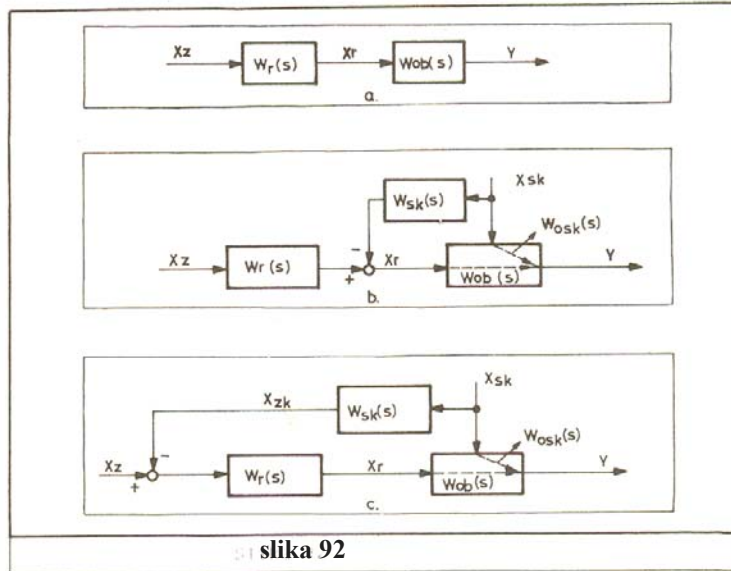 Xz Xr Y
Wr(s) Wob(s)
a.
Xsk
Wsk(s)
Wosk(s)
−
Xz Wr(s) + Xr Y
Wob(s)
b.
Xsk
Xzk Wsk(s)
Wosk(s)
Xz − Xr Y
+ Wr(s) Wob(s)
c.
slika 92